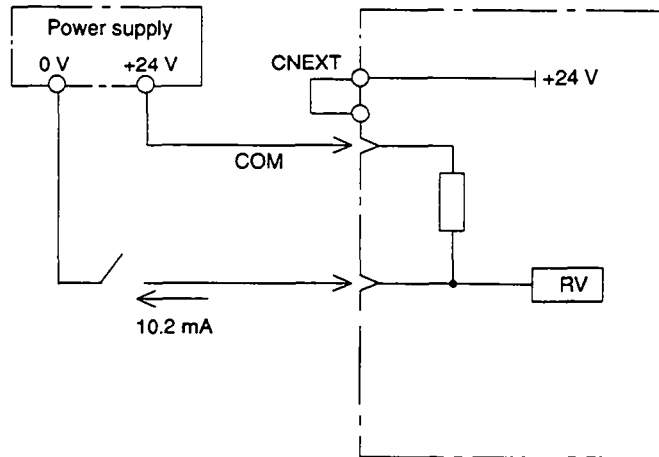 Power supply
0 V +24 V
CNEXT
+24 V
COM
RV
10.2 mA